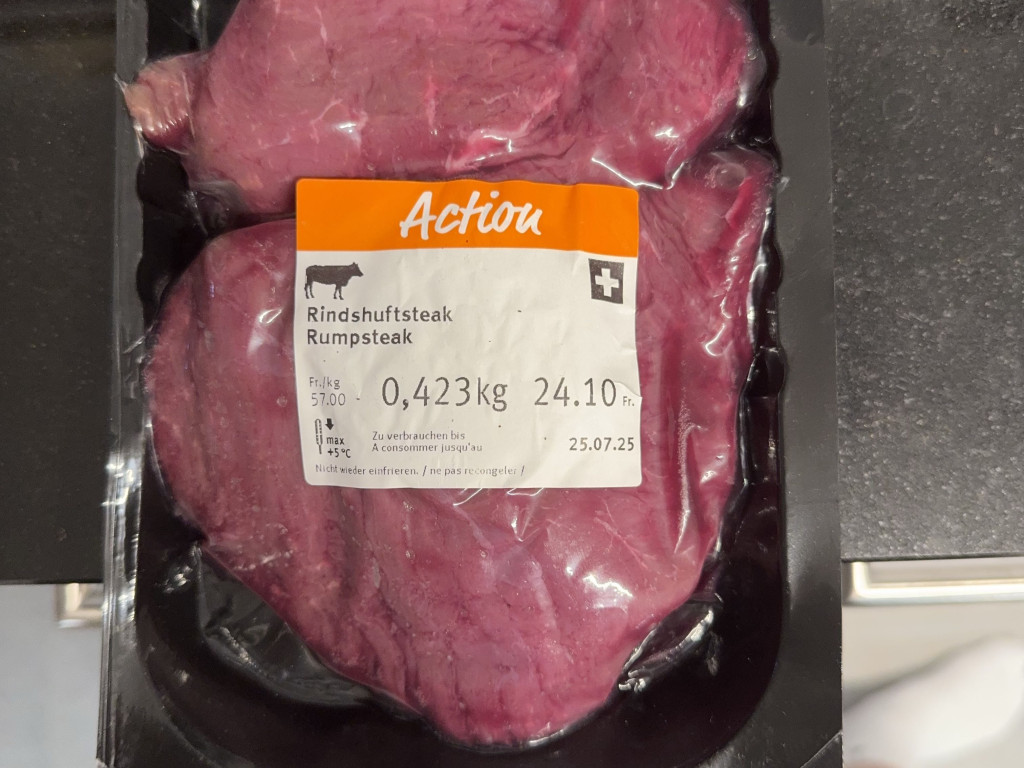 Action
Rindshuftsteak
Rumpsteak
Fr./kg
57.00 - 0,423kg 24.10 Fr.
max
+5°C
Zu verbrauchen bis
A consommer jusqu'au 25.07.25
Nicht wieder einfrieren. / ne pas recongeler /